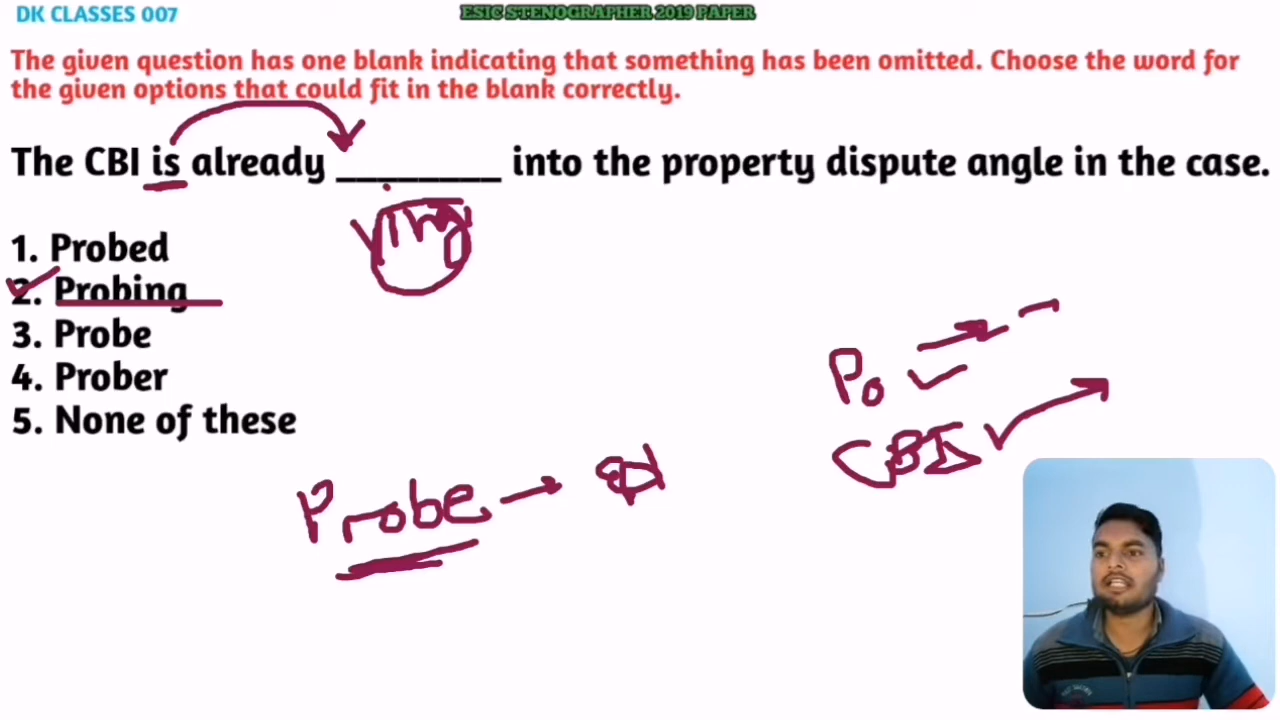 DK CLASSES 007
ESIC STENOGRAPHER 2019 PAPER
The given question has one blank indicating that something has been omitted. Choose the word for
the given options that could fit in the blank correctly.
The CBI is already ________ into the property dispute angle in the case.
1. Probed
2. Probing
3. Probe
4. Prober
5. None of these
Po
CBI
Probe